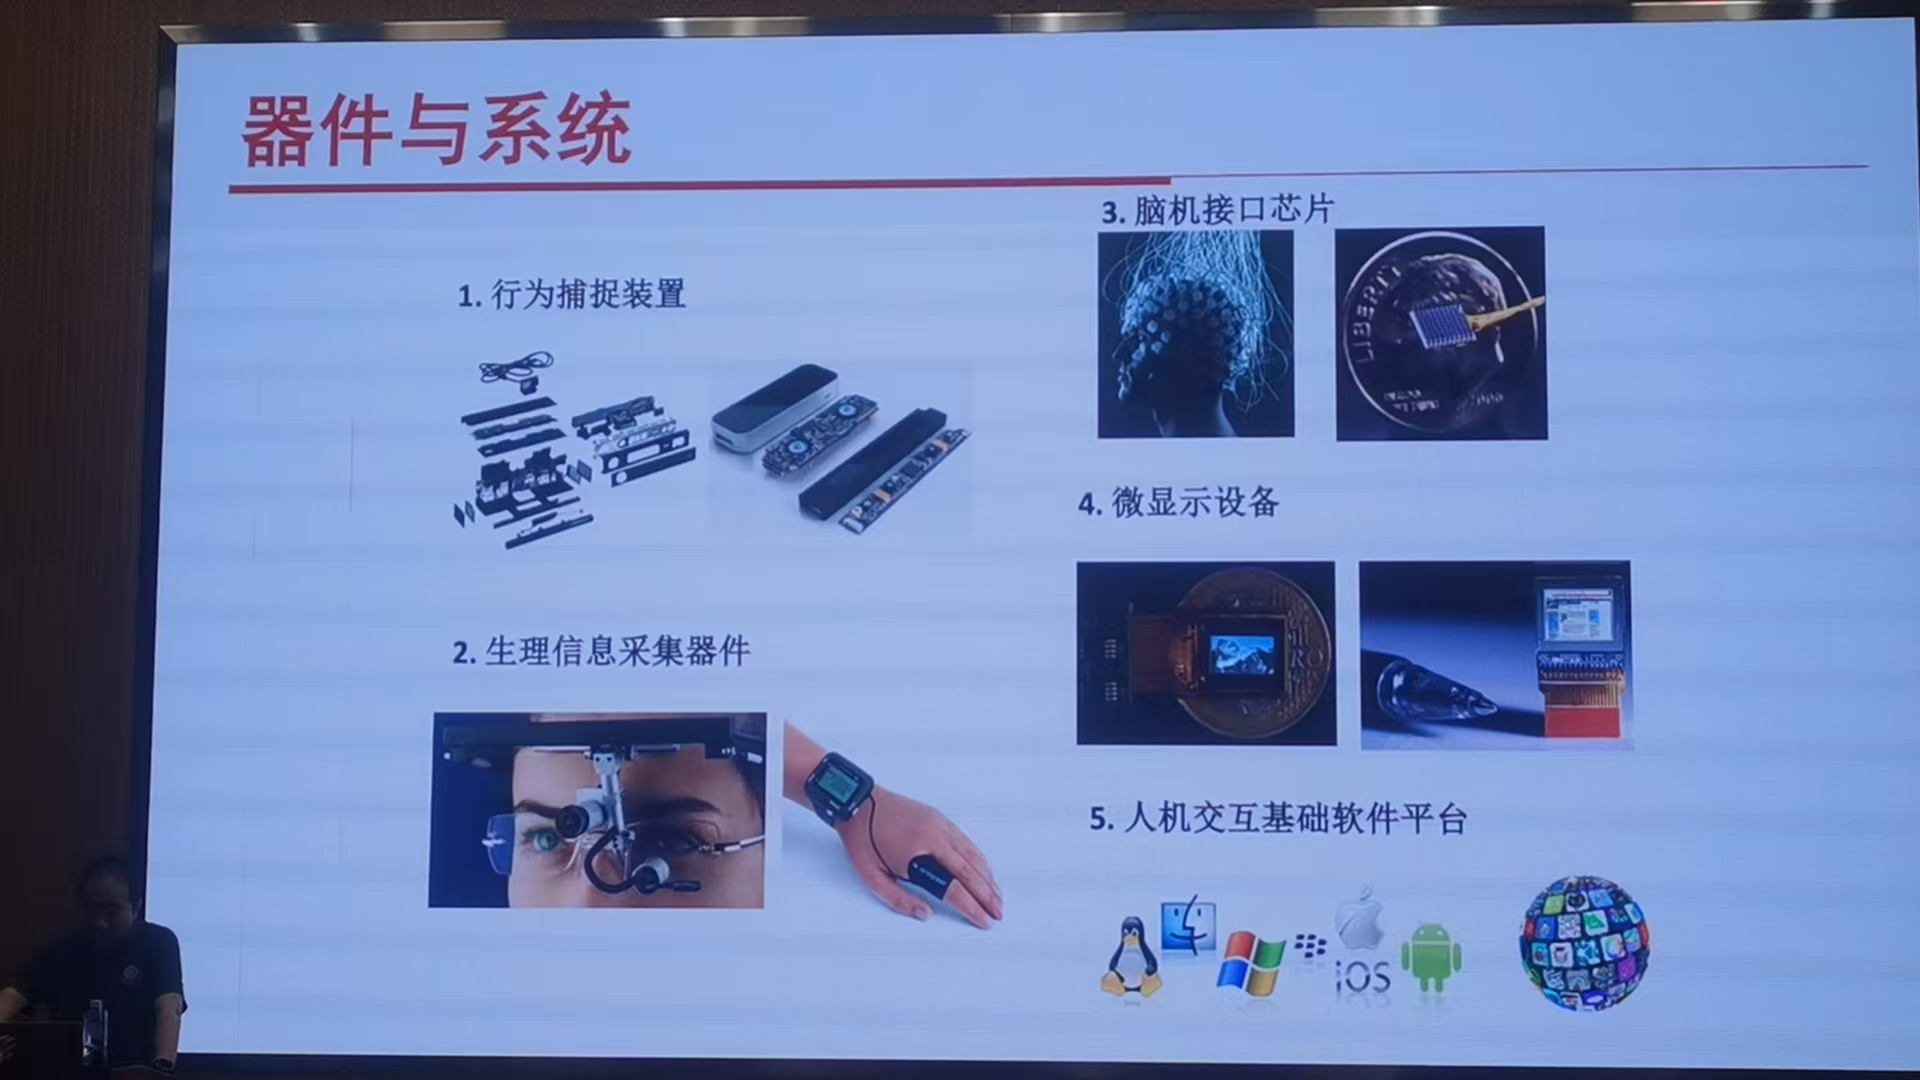 器件与系统
1. 行为捕捉装置
2. 生理信息采集器件
3. 脑机接口芯片
LIBERTY
4. 微显示设备
5. 人机交互基础软件平台
iOS